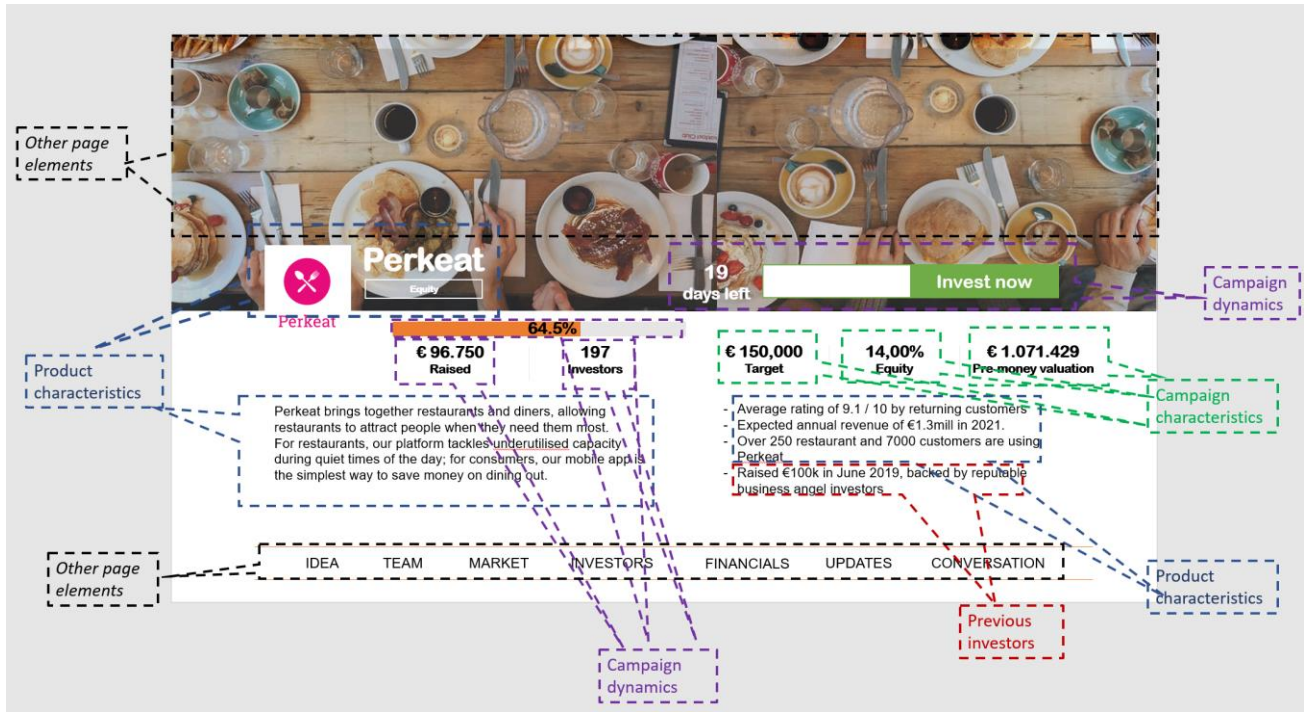 Other page
elements
Perkeat
Equity
Perkeat
19
days left
Invest now
Campaign
dynamics
64.5%
€ 96.750
Raised
197
Investors
€ 150,000
Target
14,00%
Equity
€ 1.071.429
Pre-money valuation
Product
characteristics
Campaign
characteristics
Perkeat brings together restaurants and diners, allowing
restaurants to attract people when they need them most.
For restaurants, our platform tackles underutilised capacity
during quiet times of the day; for consumers, our mobile app is
the simplest way to save money on dining out.
- Average rating of 9.1 / 10 by returning customers
- Expected annual revenue of €1.3mill in 2021.
- Over 250 restaurant and 7000 customers are using
Perkeat
- Raised €100k in June 2019, backed by reputable
business angel investors
Other page
elements
IDEA TEAM MARKET INVESTORS FINANCIALS UPDATES CONVERSATION
Product
characteristics
Previous
investors
Campaign
dynamics